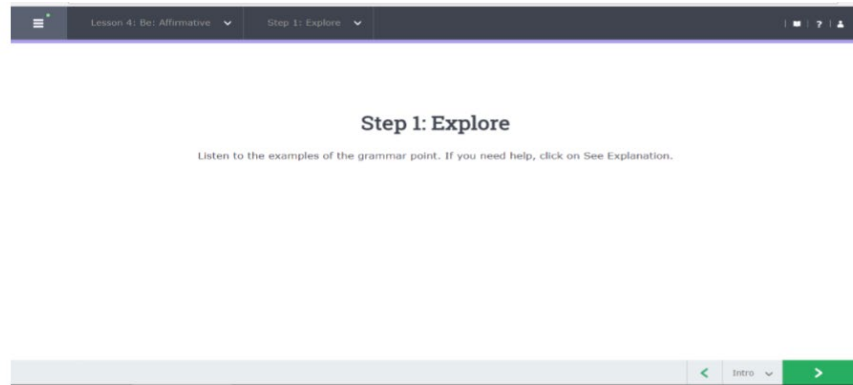 Lesson 4: Be: Affirmative Step 1: Explore ?
Step 1: Explore
Listen to the examples of the grammar point. If you need help, click on See Explanation.
Intro